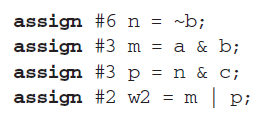 assign #6 n = ~b;
assign #3 m = a & b;
assign #3 p = n & c;
assign #2 w2 = m | p;